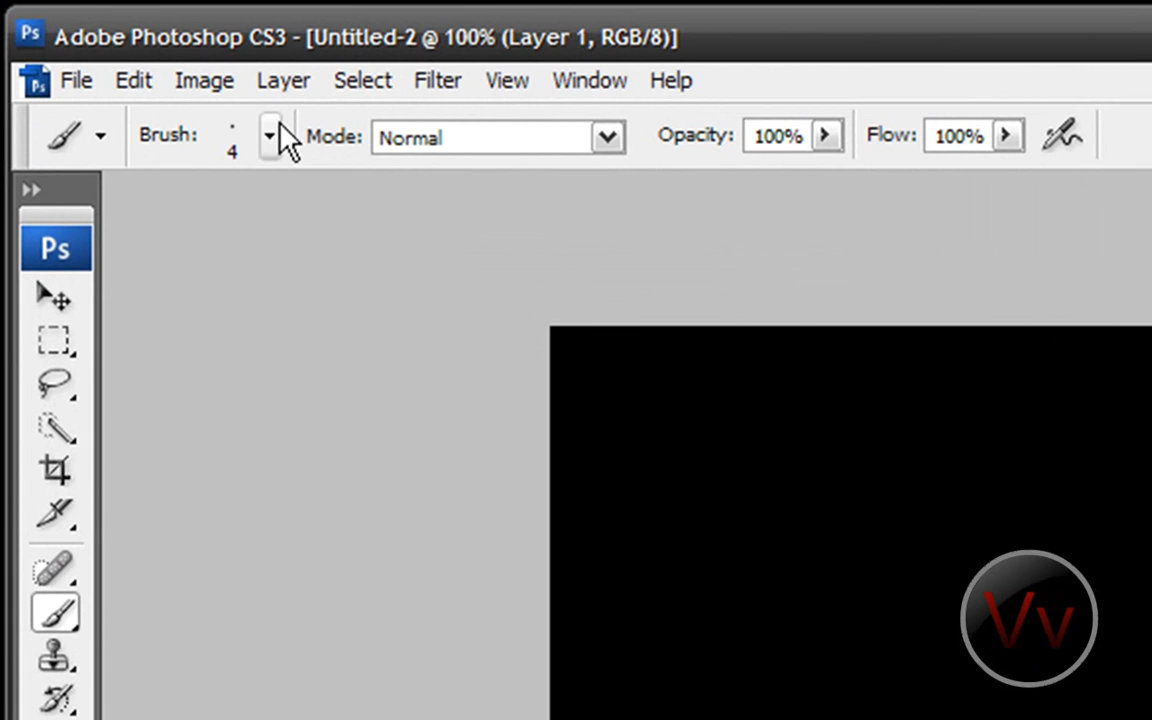 Ps Adobe Photoshop CS3 - [Untitled-2 @ 100% (Layer 1, RGB/8)]
Ps File Edit Image Layer Select Filter View Window Help
Brush: 4 Mode: Normal Opacity: 100% Flow: 100%
Ps
Vv